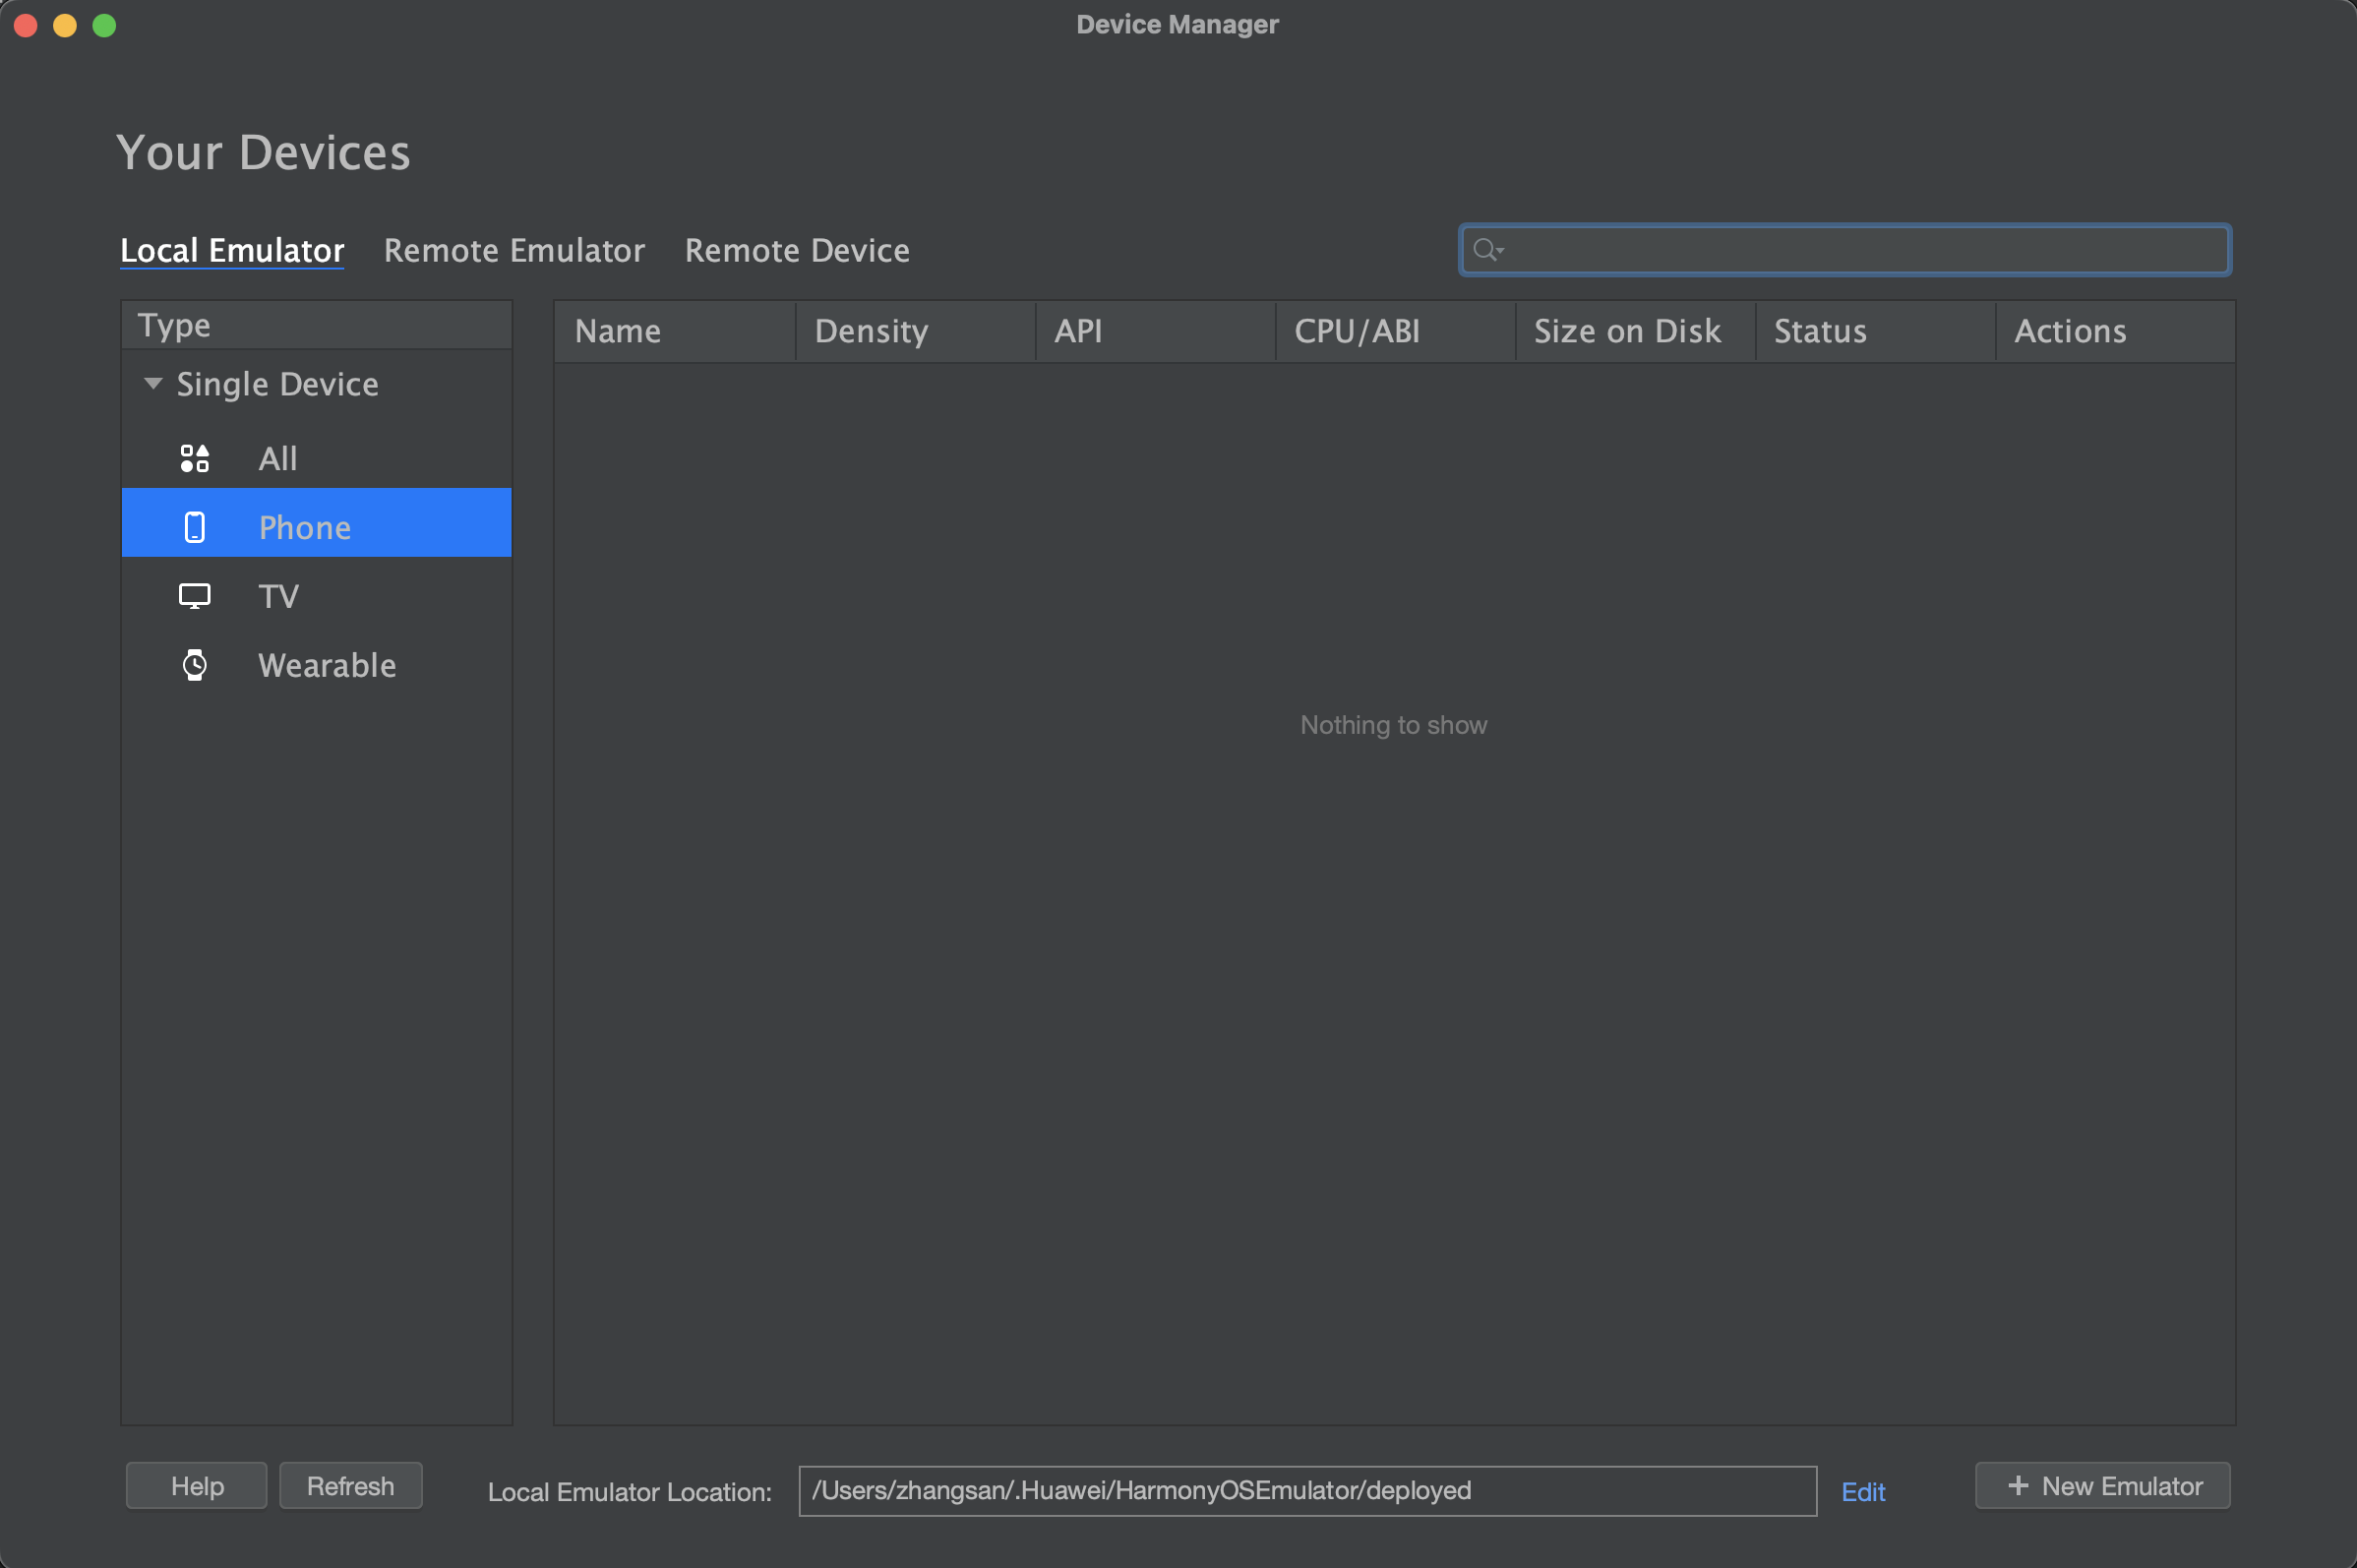 Device Manager
Your Devices
Local Emulator Remote Emulator Remote Device
Type
Single Device
All
Phone
TV
Wearable
Name Density API CPU/ABI Size on Disk Status Actions
Nothing to show
Help Refresh Local Emulator Location: /Users/zhangsan/.Huawei/HarmonyOSEmulator/deployed Edit + New Emulator